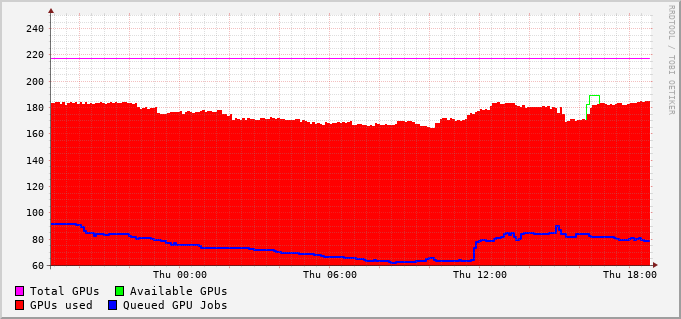 RRDTOOL / TOBI OETIKER
240
220
200
180
160
140
120
100
80
60
Thu 00:00 Thu 06:00 Thu 12:00 Thu 18:00
Total GPUs Available GPUs
GPUs used Queued GPU Jobs